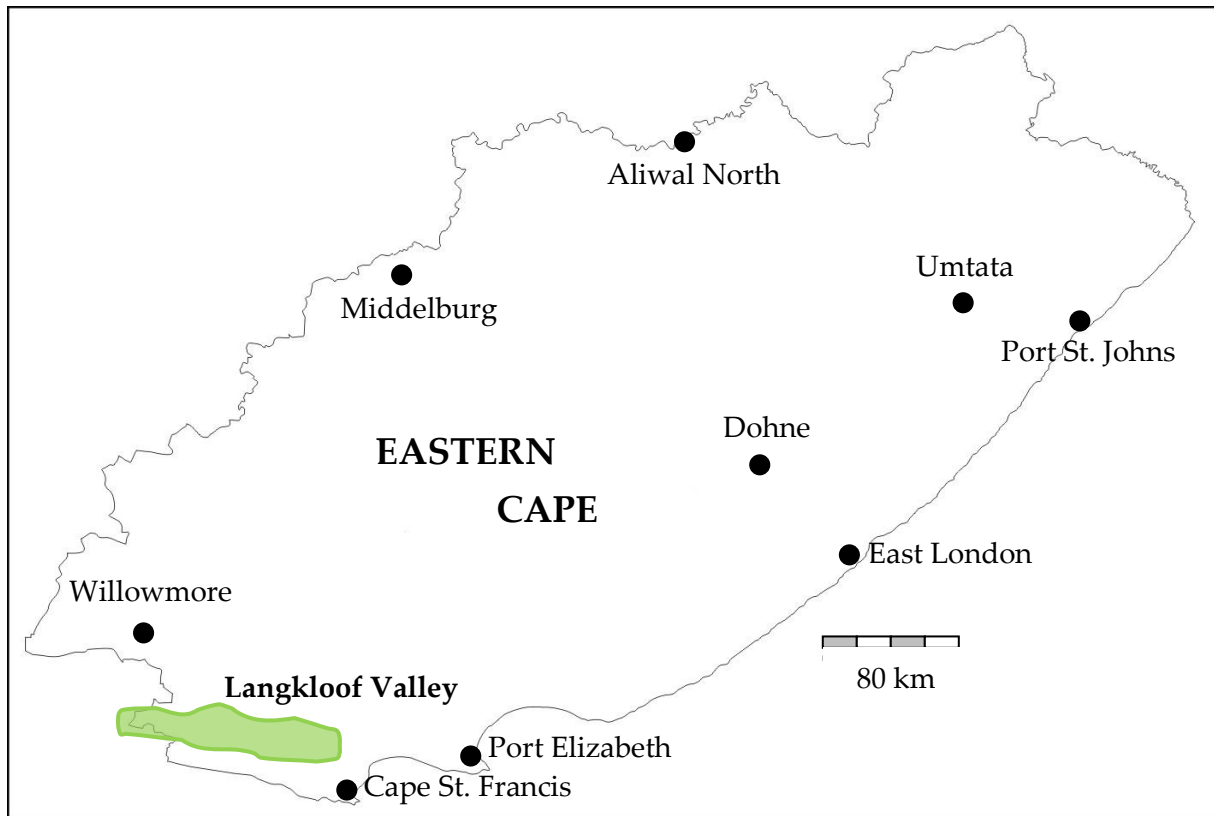 Aliwal North
Umtata
Middelburg
Port St. Johns
Dohne
EASTERN
CAPE
East London
Willowmore
80 km
Langkloof Valley
Port Elizabeth
Cape St. Francis